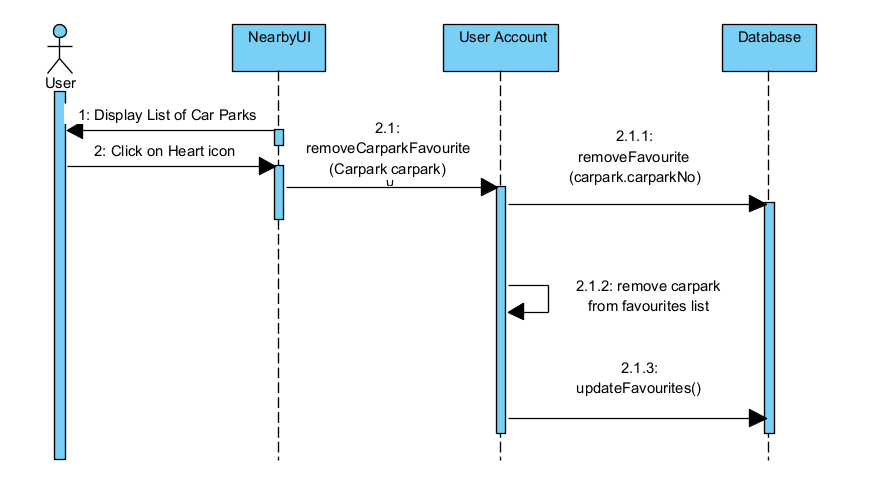 NearbyUI
User Account
Database
User
1: Display List of Car Parks
2: Click on Heart icon
2.1:
removeCarparkFavourite
(Carpark carpark)
2.1.1:
removeFavourite
(carpark.carparkNo)
2.1.2: remove carpark
from favourites list
2.1.3:
updateFavourites()